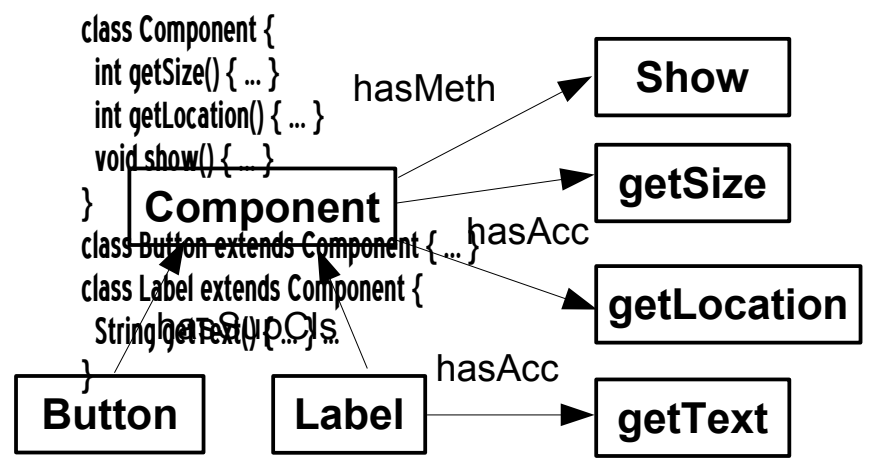 class Component {
int getSize() { ... }
int getLocation() { ... }
void show() { ... }
}
class Button extends Component { ... }
class Label extends Component {
String getText() { ... } ...
}
hasMeth
Show
getSize
Component
hasAcc
getLocation
hasSupCls
hasAcc
Button
Label
getText